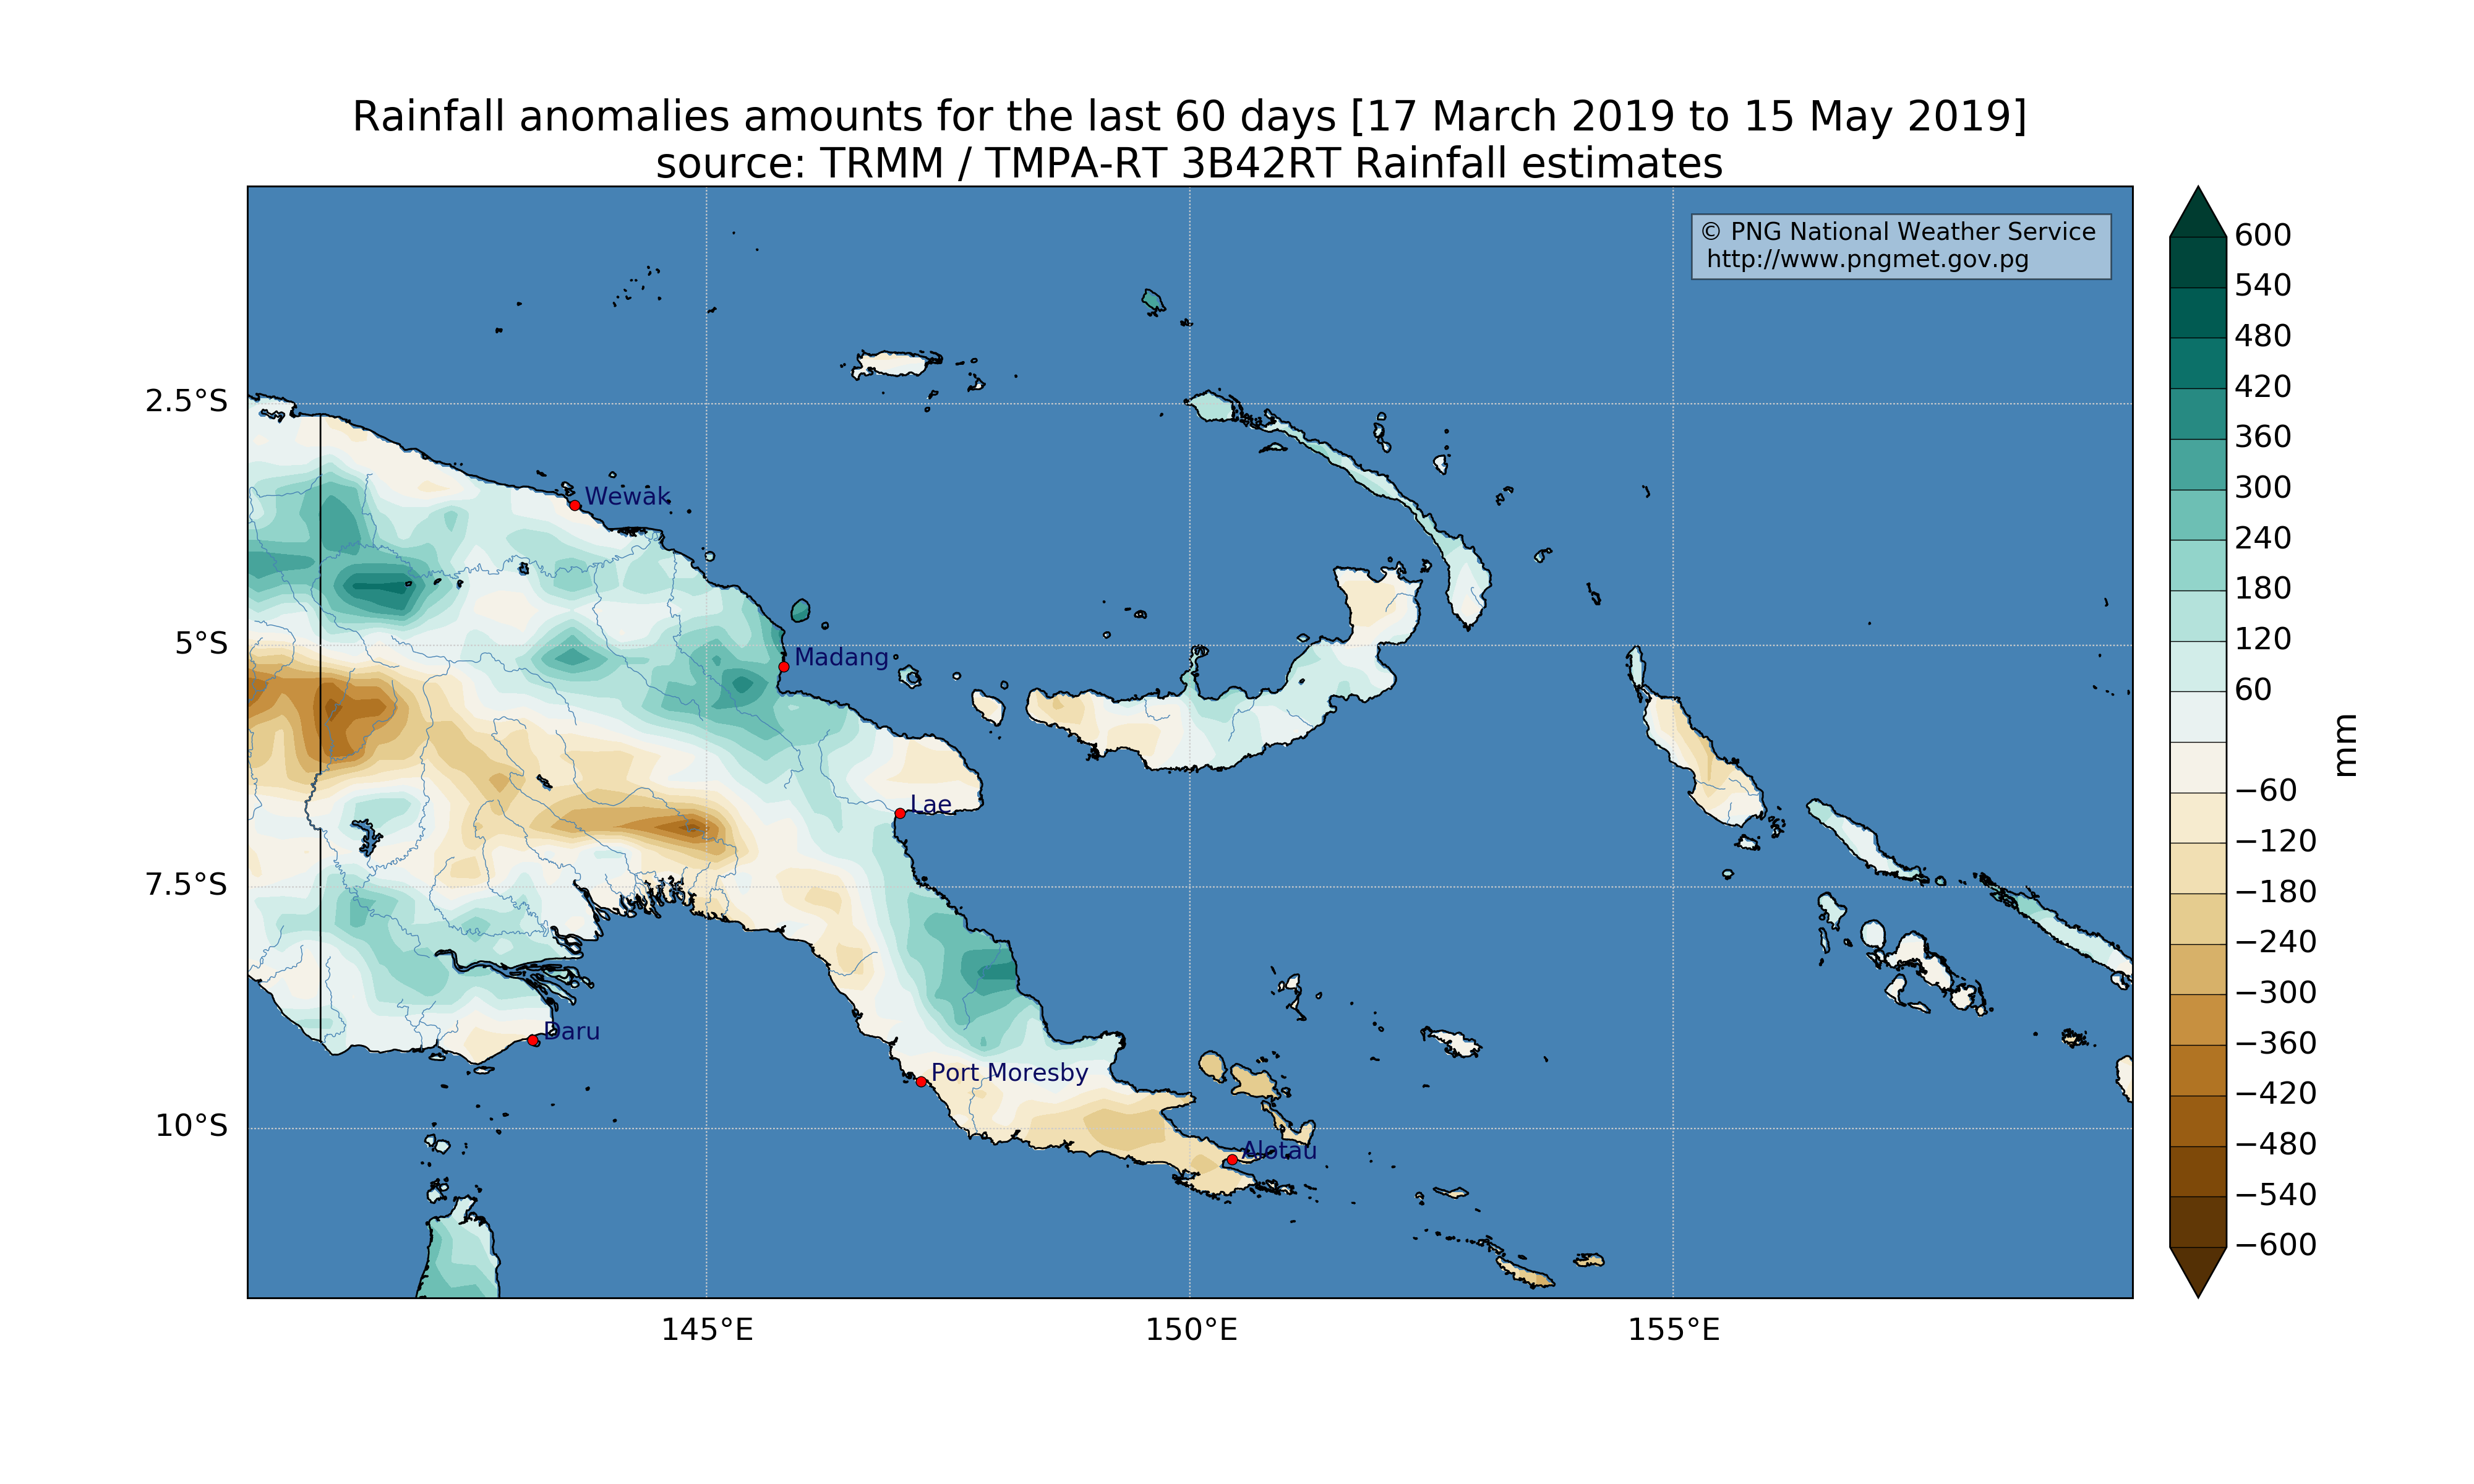 Rainfall anomalies amounts for the last 60 days [17 March 2019 to 15 May 2019]
source: TRMM / TMPA-RT 3B42RT Rainfall estimates
© PNG National Weather Service
http://www.pngmet.gov.pg
2.5°S
5°S
7.5°S
10°S
Wewak
Madang
Lae
Daru
Port Moresby
Alotau
145°E
150°E
155°E
600
540
480
420
360
300
240
180
120
60
−60
−120
−180
−240
−300
−360
−420
−480
−540
−600
mm